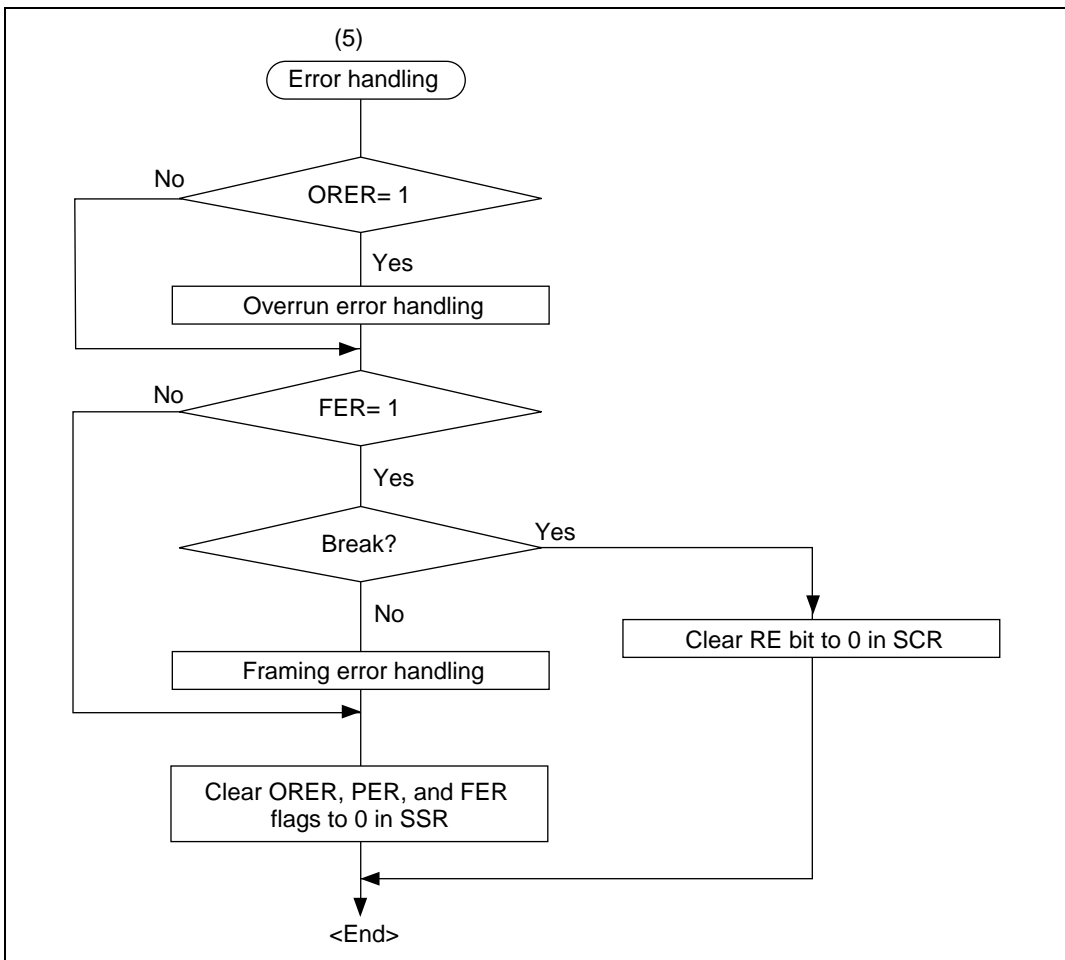 (5)
Error handling
No
ORER= 1
Yes
Overrun error handling
No
FER= 1
Yes
Break?
Yes
No
Clear RE bit to 0 in SCR
Framing error handling
Clear ORER, PER, and FER
flags to 0 in SSR
<End>